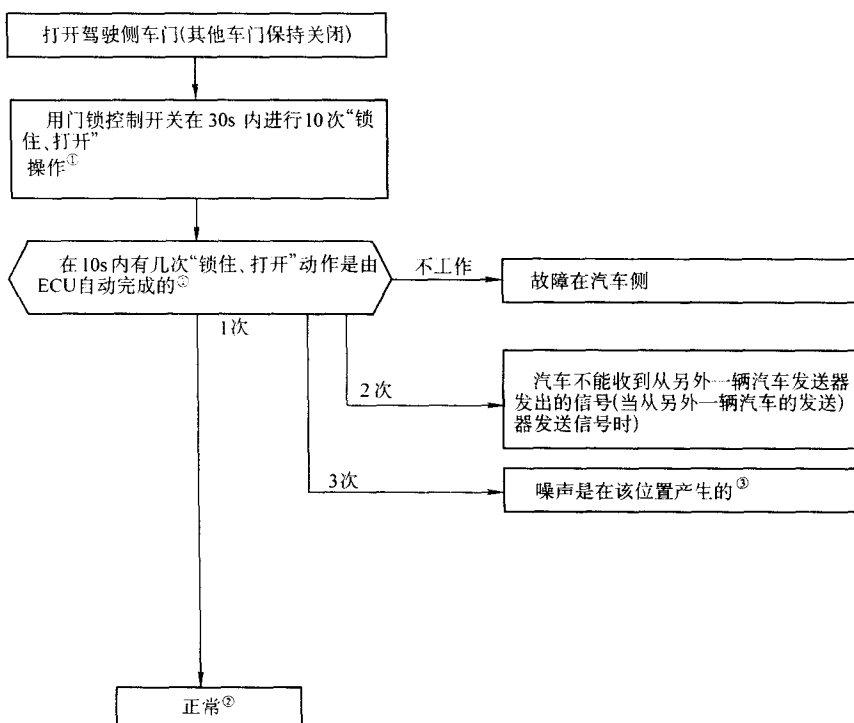 打开驾驶侧车门(其他车门保持关闭)
用门锁控制开关在30s 内进行10次“锁
住、打开”
操作①
在10s内有几次“锁住、打开”动作是由
ECU自动完成的①
不工作
故障在汽车侧
1次
2次
汽车不能收到从另外一辆汽车发送器
发出的信号(当从另外一辆汽车的发送)
器发送信号时)
3次
噪声是在该位置产生的③
正常②